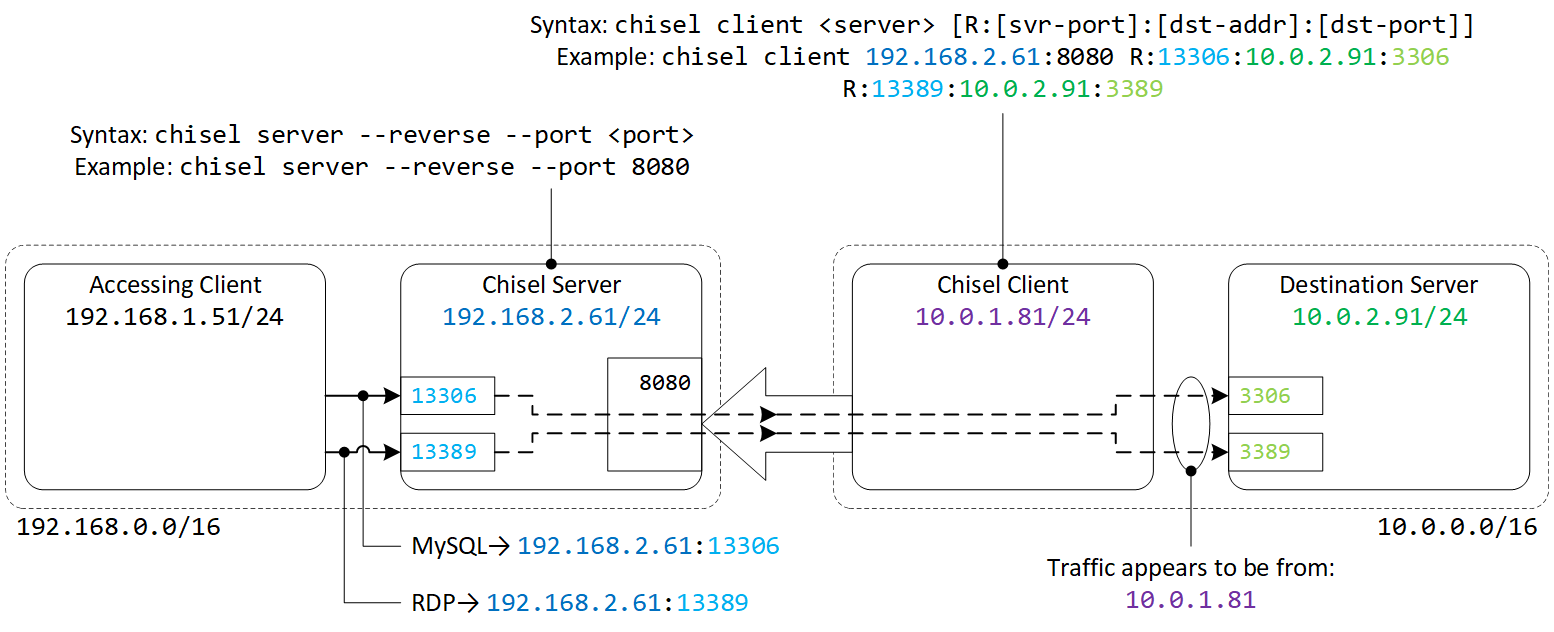 Syntax: chisel client <server> [R:[svr-port]:[dst-addr]:[dst-port]]
Example: chisel client 192.168.2.61:8080 R:13306:10.0.2.91:3306
R:13389:10.0.2.91:3389
Syntax: chisel server --reverse --port <port>
Example: chisel server --reverse --port 8080
Accessing Client
192.168.1.51/24
Chisel Server
192.168.2.61/24
8080
13306
13389
Chisel Client
10.0.1.81/24
Destination Server
10.0.2.91/24
3306
3389
192.168.0.0/16
10.0.0.0/16
MySQL→ 192.168.2.61:13306
RDP→ 192.168.2.61:13389
Traffic appears to be from:
10.0.1.81